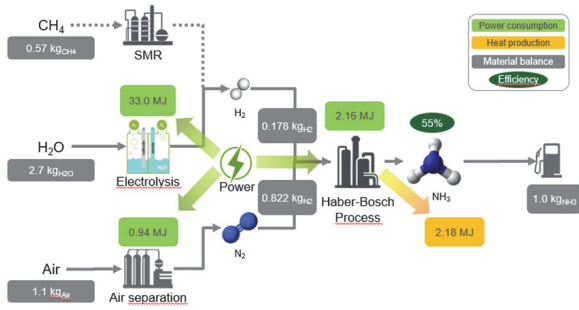 CH4
0.57 kgCH4
SMR
Power consumption
Heat production
Material balance
Efficiency
33.0 MJ
H2
H2O
2.7 kgH2O
H2O
Electrolysis
0.178 kgH2
2.16 MJ
55%
Power
0.822 kgN2
Haber-Bosch
Process
NH3
1.0 kgNH3
0.94 MJ
N2
2.18 MJ
Air
1.1 kgAir
Air separation